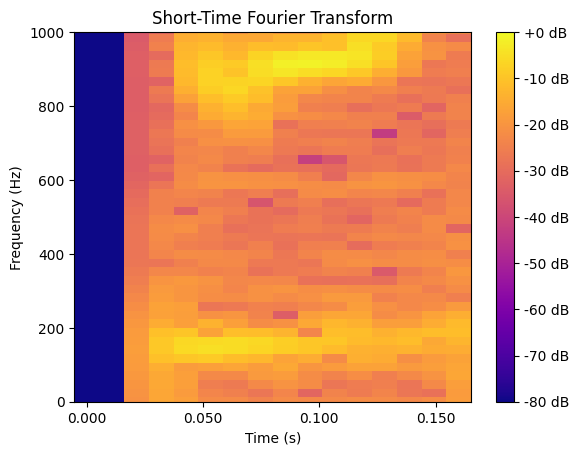 Short-Time Fourier Transform
Frequency (Hz)
1000
800
600
400
200
0
0.000
0.050
0.100
0.150
Time (s)
+0 dB
-10 dB
-20 dB
-30 dB
-40 dB
-50 dB
-60 dB
-70 dB
-80 dB